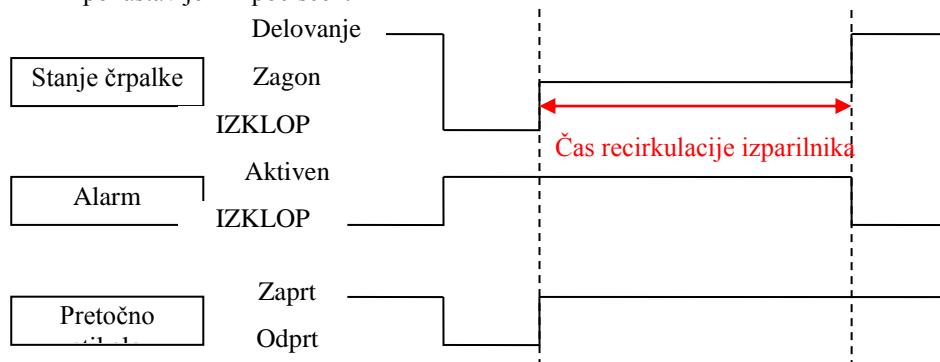 Delovanje
Stanje črpalke
Zagon
IZKLOP
Čas recirkulacije izparilnika
Aktiven
Alarm
IZKLOP
Zaprt
Pretočno
Odprt